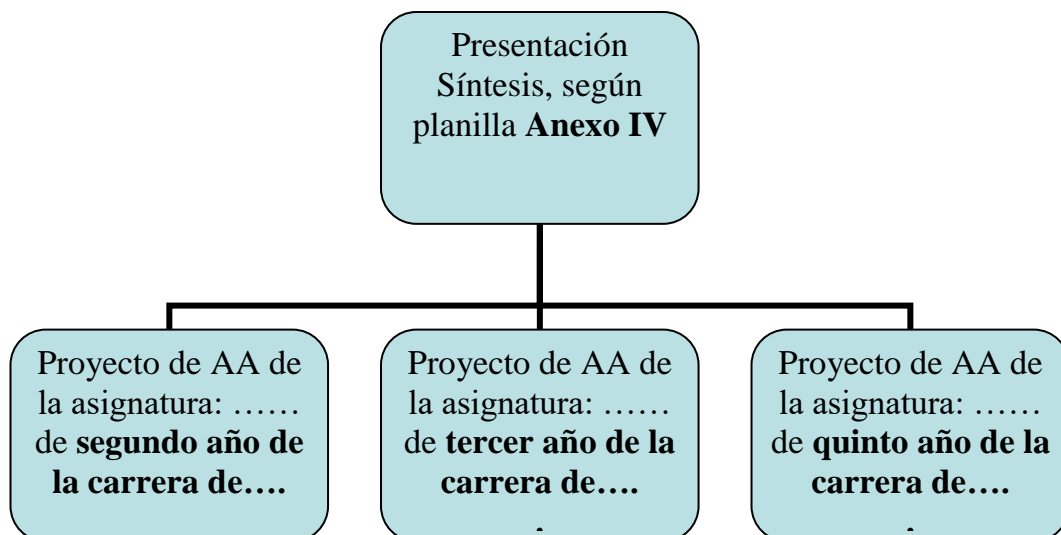 Presentación
Síntesis, según
planilla Anexo IV
Proyecto de AA de
la asignatura: ……
de segundo año de
la carrera de….
Proyecto de AA de
la asignatura: ……
de tercer año de la
carrera de….
.
Proyecto de AA de
la asignatura: ……
de quinto año de la
carrera de….
.